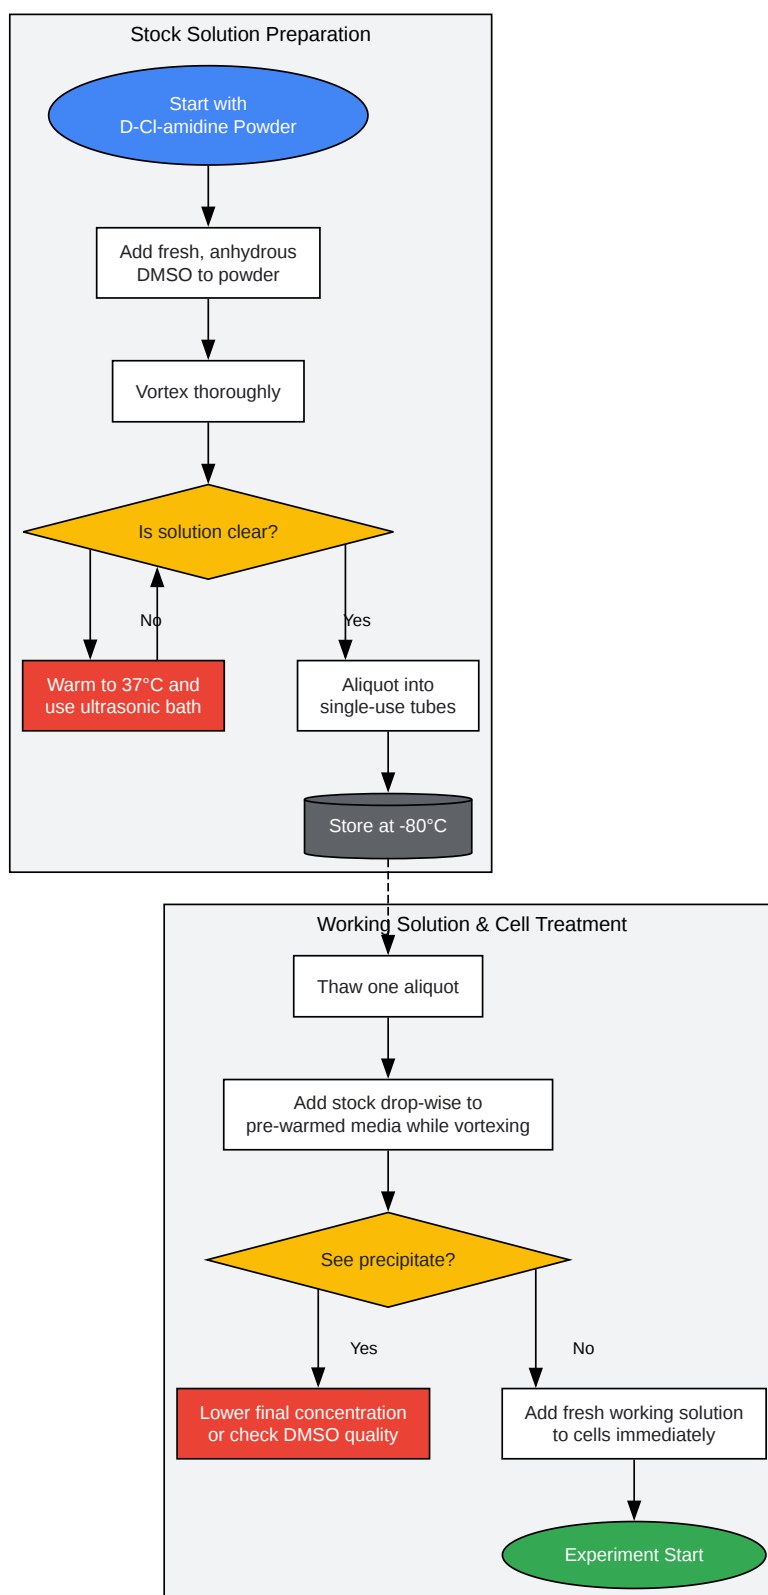 Stock Solution Preparation
Start with
D-Cl-amidine Powder
Add fresh, anhydrous
DMSO to powder
Vortex thoroughly
Is solution clear?
No
Yes
Warm to 37°C and
use ultrasonic bath
Aliquot into
single-use tubes
Store at -80°C
Working Solution & Cell Treatment
Thaw one aliquot
Add stock drop-wise to
pre-warmed media while vortexing
See precipitate?
Yes
No
Lower final concentration
or check DMSO quality
Add fresh working solution
to cells immediately
Experiment Start